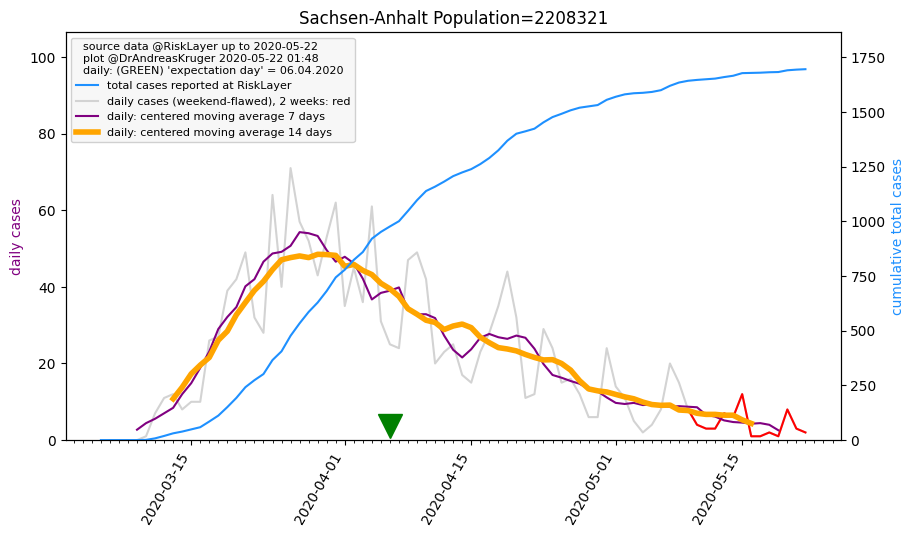 Sachsen-Anhalt Population=2208321
source data @RiskLayer up to 2020-05-22
plot @DrAndreasKruger 2020-05-22 01:48
daily: (GREEN) 'expectation day' = 06.04.2020
total cases reported at RiskLayer
daily cases (weekend-flawed), 2 weeks: red
daily: centered moving average 7 days
daily: centered moving average 14 days
daily cases
100
80
60
40
20
0
cumulative total cases
1750
1500
1250
1000
750
500
250
0
2020-03-15
2020-04-01
2020-04-15
2020-05-01
2020-05-15